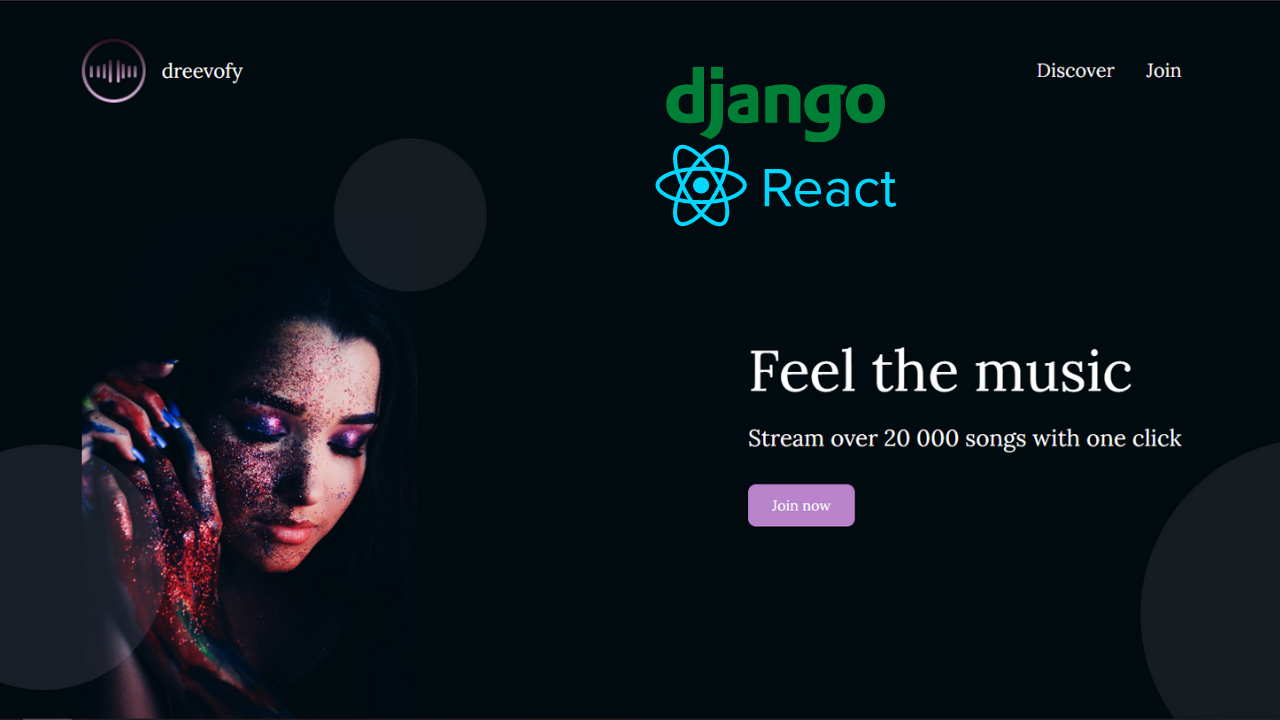 dreevofy
Discover
Join
django
React
Feel the music
Stream over 20 000 songs with one click
Join now